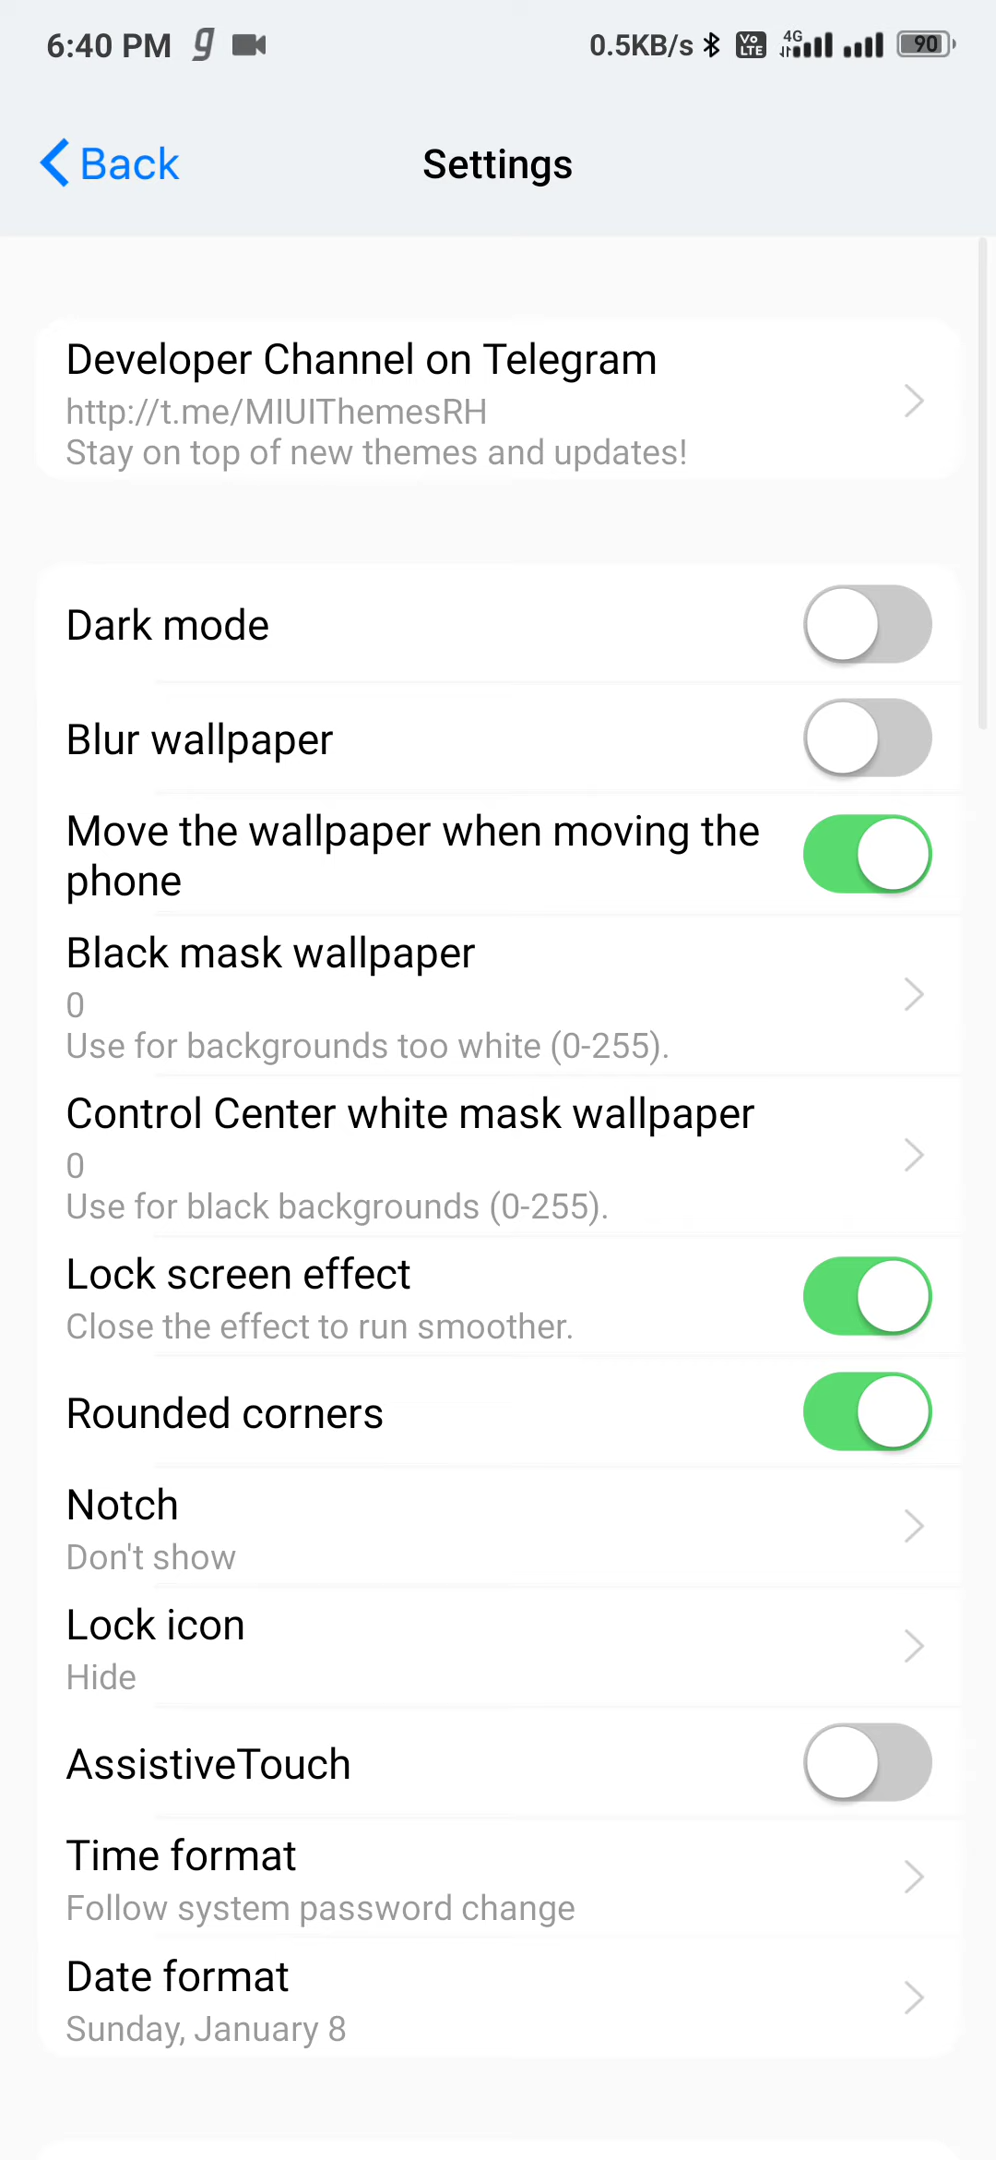 6:40 PM g 0.5KB/s Vo LTE 4G 90
Back
Settings
Developer Channel on Telegram
http://t.me/MIUIThemesRH
Stay on top of new themes and updates!
Dark mode
Blur wallpaper
Move the wallpaper when moving the
phone
Black mask wallpaper
0
Use for backgrounds too white (0-255).
Control Center white mask wallpaper
0
Use for black backgrounds (0-255).
Lock screen effect
Close the effect to run smoother.
Rounded corners
Notch
Don't show
Lock icon
Hide
AssistiveTouch
Time format
Follow system password change
Date format
Sunday, January 8